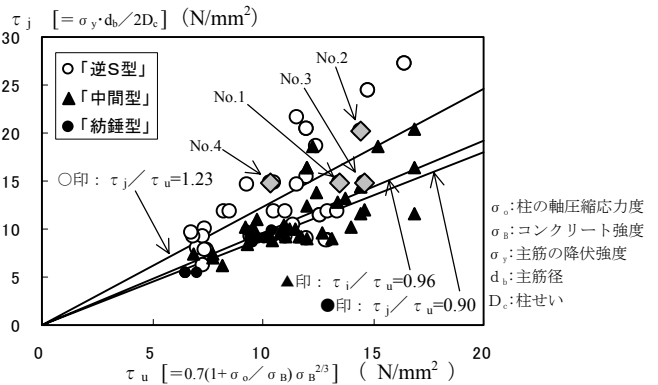 τj [=σy・db／2Dc] (N/mm²)
30
25
20
15
10
5
0
○「逆S型」
▲「中間型」
●「紡錘型」
No.2
No.3
No.1
No.4
○印：τj／τu=1.23
▲印：τj／τu=0.96
●印：τj／τu=0.90
σo:柱の軸圧縮応力度
σB:コンクリート強度
σy:主筋の降伏強度
db:主筋径
Dc:柱せい
0 5 10 15 20
τu [=0.7(1+σo／σB)σB^2/3] ( N/mm²)